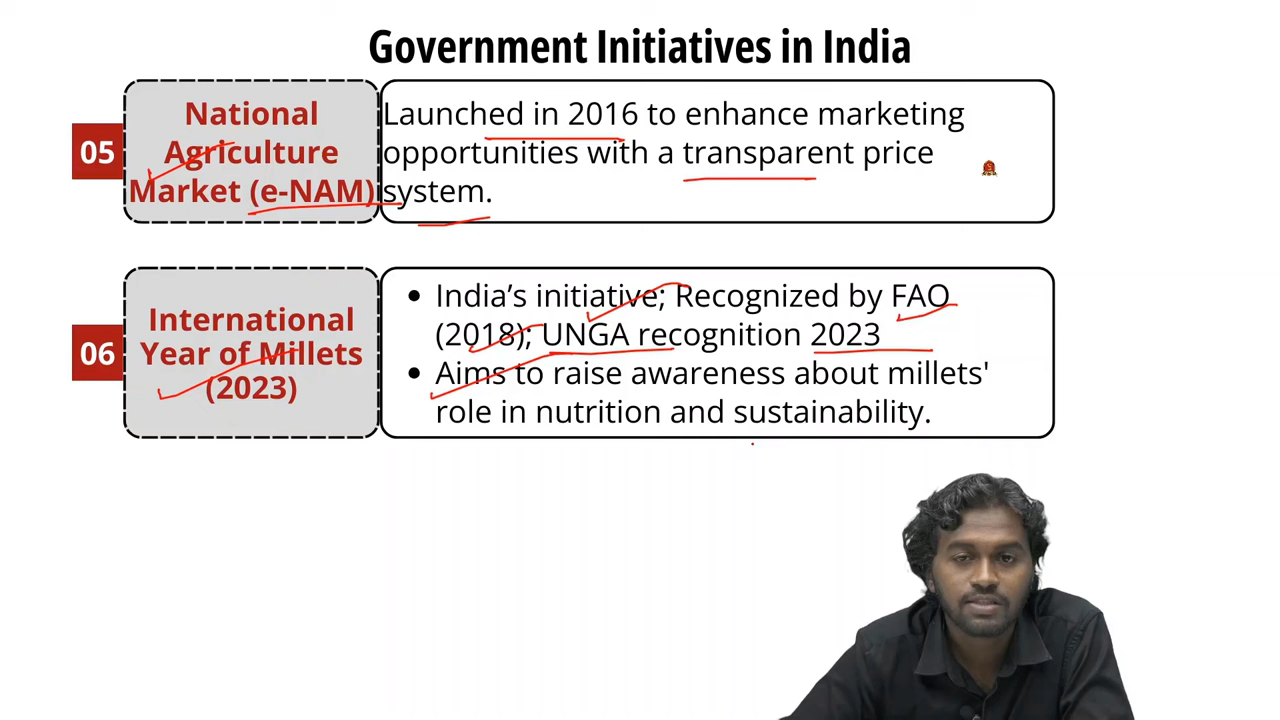 Government Initiatives in India
05
National
Agriculture
Market (e-NAM)
Launched in 2016 to enhance marketing
opportunities with a transparent price
system.
06
International
Year of Millets
(2023)
• India’s initiative; Recognized by FAO
(2018); UNGA recognition 2023
• Aims to raise awareness about millets'
role in nutrition and sustainability.